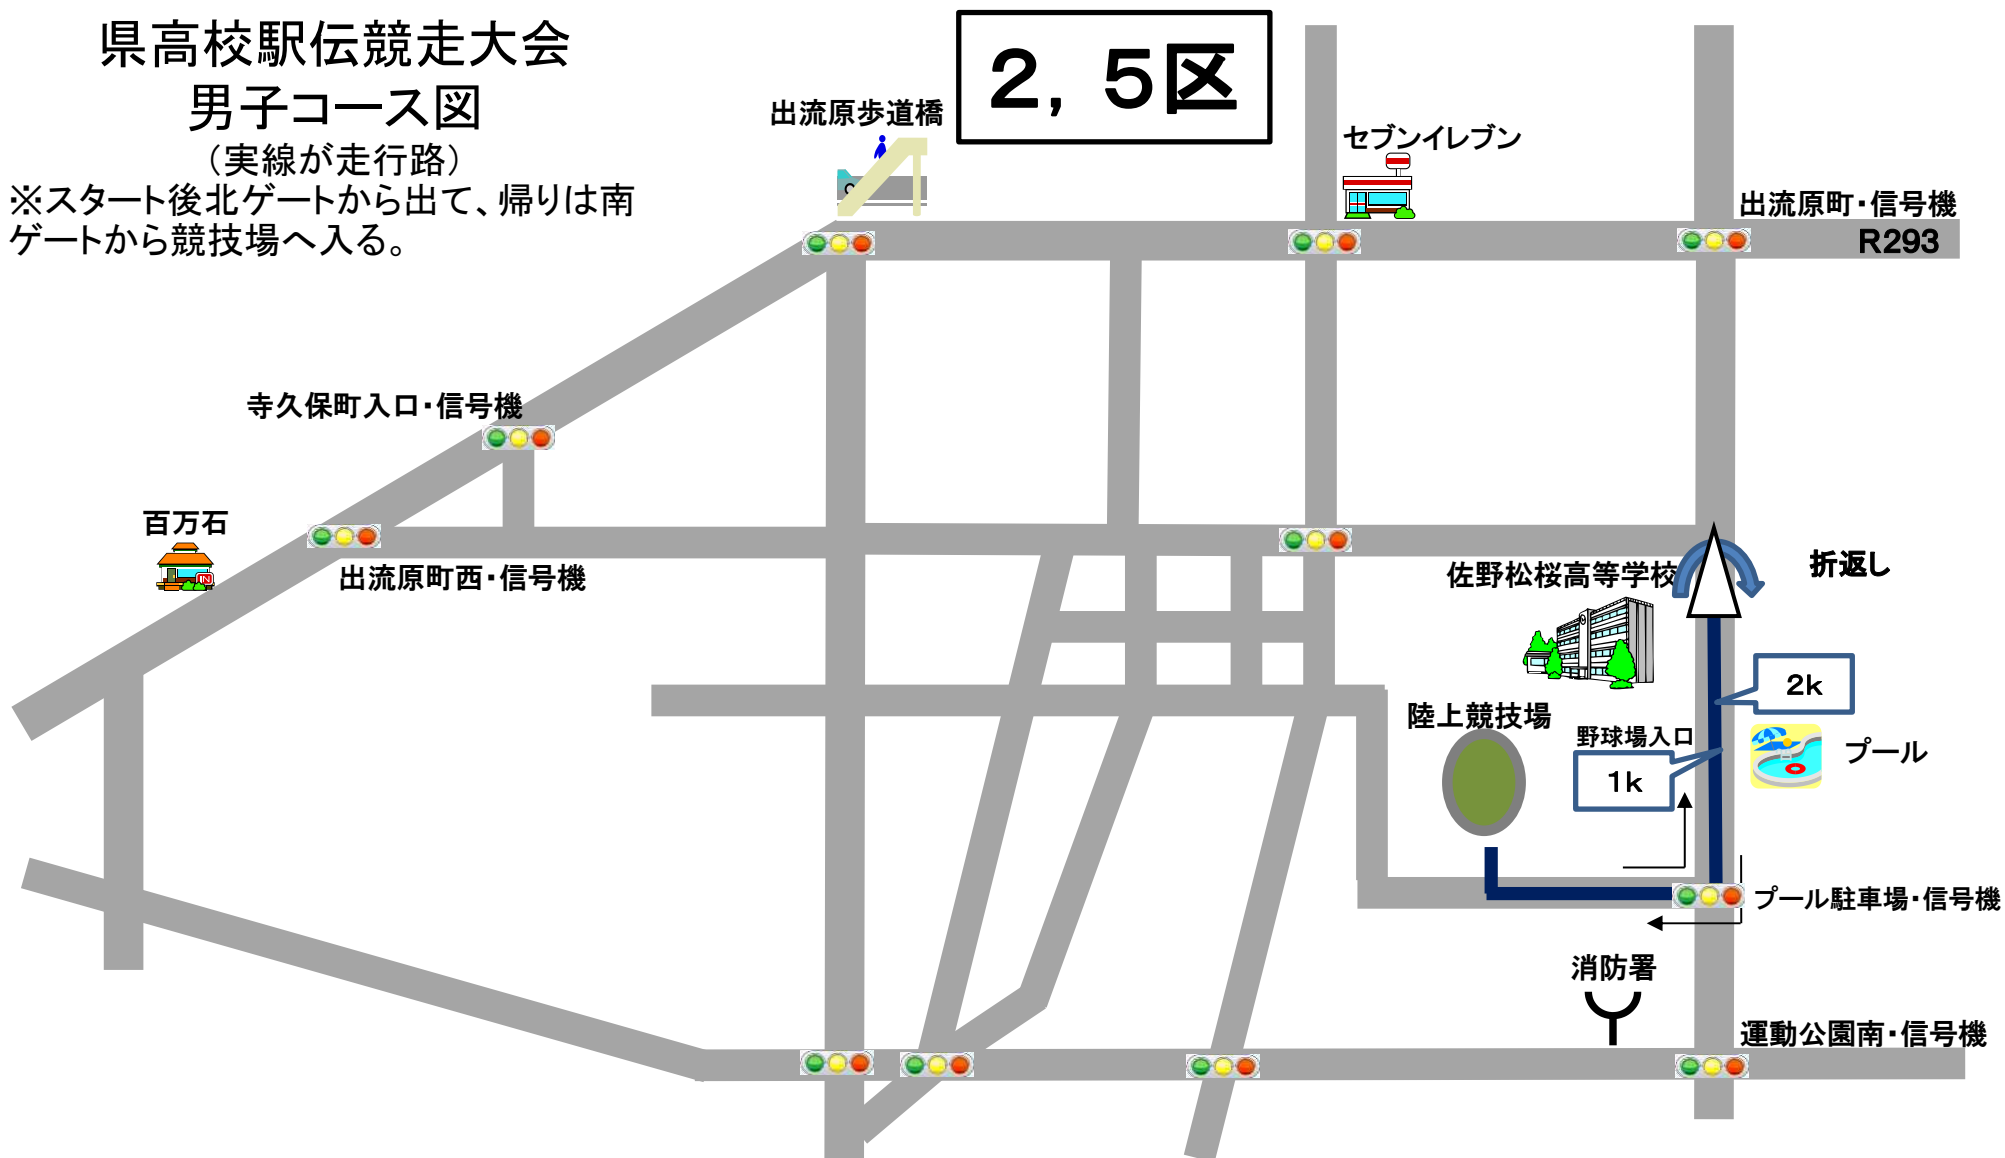 県高校駅伝競走大会
男子コース図
（実線が走行路）
※スタート後北ゲートから出て、帰りは南
ゲートから競技場へ入る。
2, 5区
出流原歩道橋
セブンイレブン
出流原町・信号機
R293
寺久保町入口・信号機
百万石
出流原町西・信号機
佐野松桜高等学校
折返し
2k
陸上競技場
野球場入口
1k
プール
プール駐車場・信号機
消防署
運動公園南・信号機